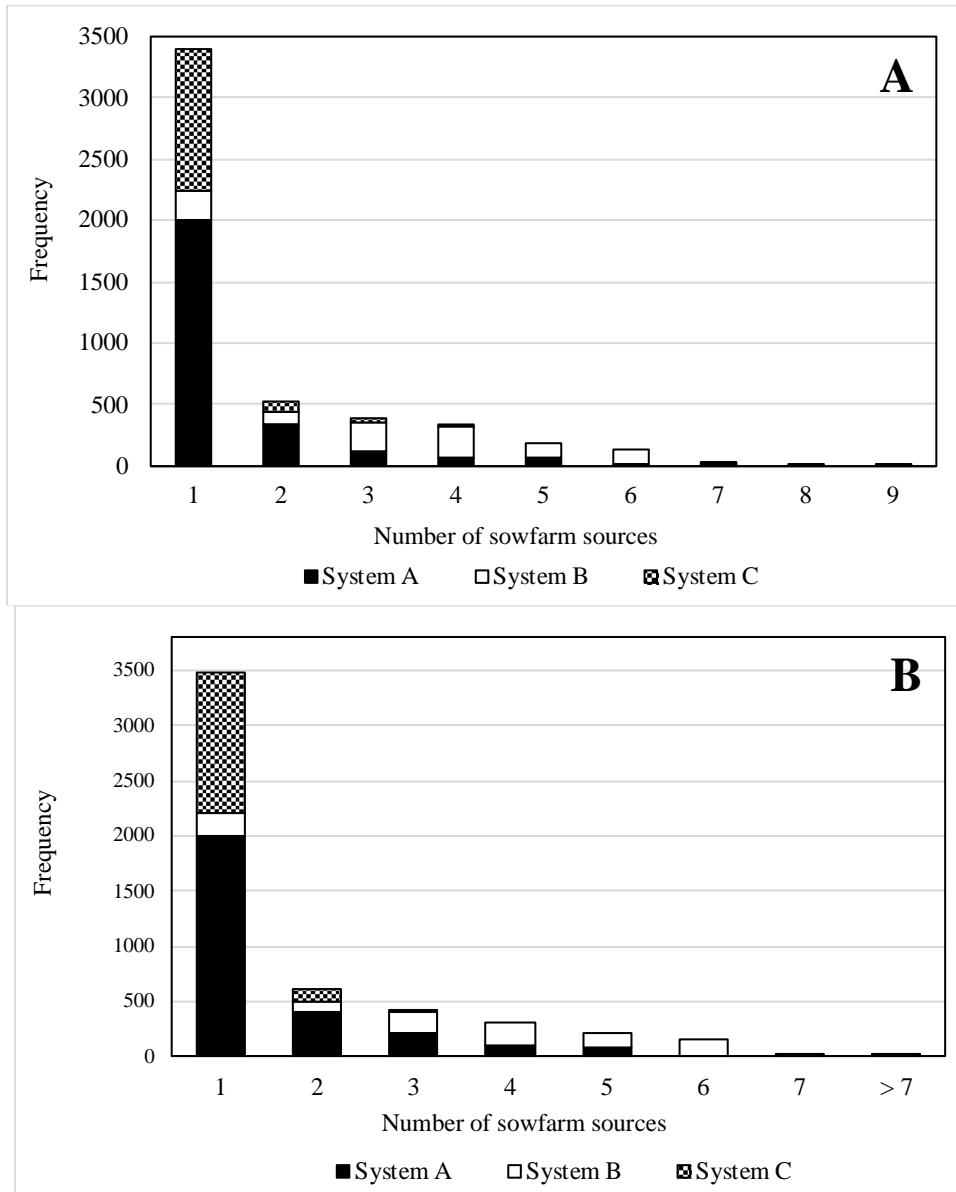 3500
A
3000
2500
2000
1500
1000
500
0
Frequency
1 2 3 4 5 6 7 8 9
Number of sowfarm sources
System A System B System C
B
3500
3000
2500
2000
1500
1000
500
0
Frequency
1 2 3 4 5 6 7 > 7
Number of sowfarm sources
System A System B System C